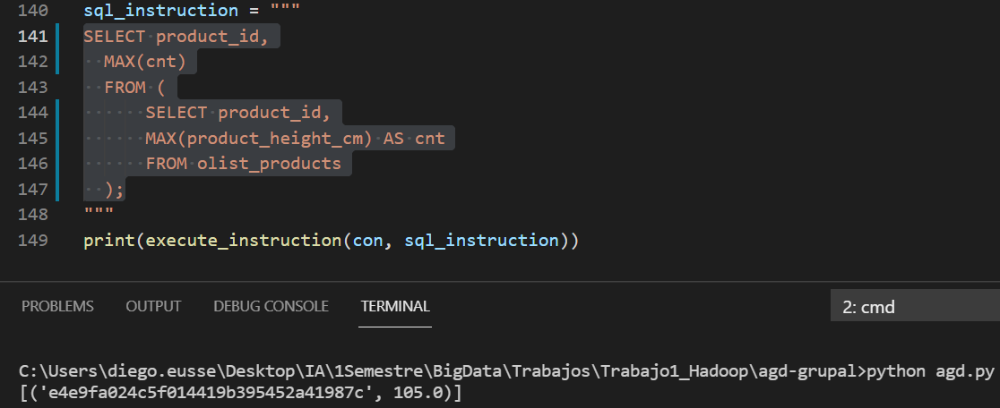 140 sql_instruction = """
141 SELECT product_id,
142 MAX(cnt)
143 FROM (
144 SELECT product_id,
145 MAX(product_height_cm) AS cnt
146 FROM olist_products
147 );
148 """
149 print(execute_instruction(con, sql_instruction))
PROBLEMS OUTPUT DEBUG CONSOLE TERMINAL 2: cmd
C:\Users\diego.eusse\Desktop\IA\1Semestre\BigData\Trabajos\Trabajo1_Hadoop\agd-grupal>python agd.py
[('e4e9fa024c5f014419b395452a41987c', 105.0)]